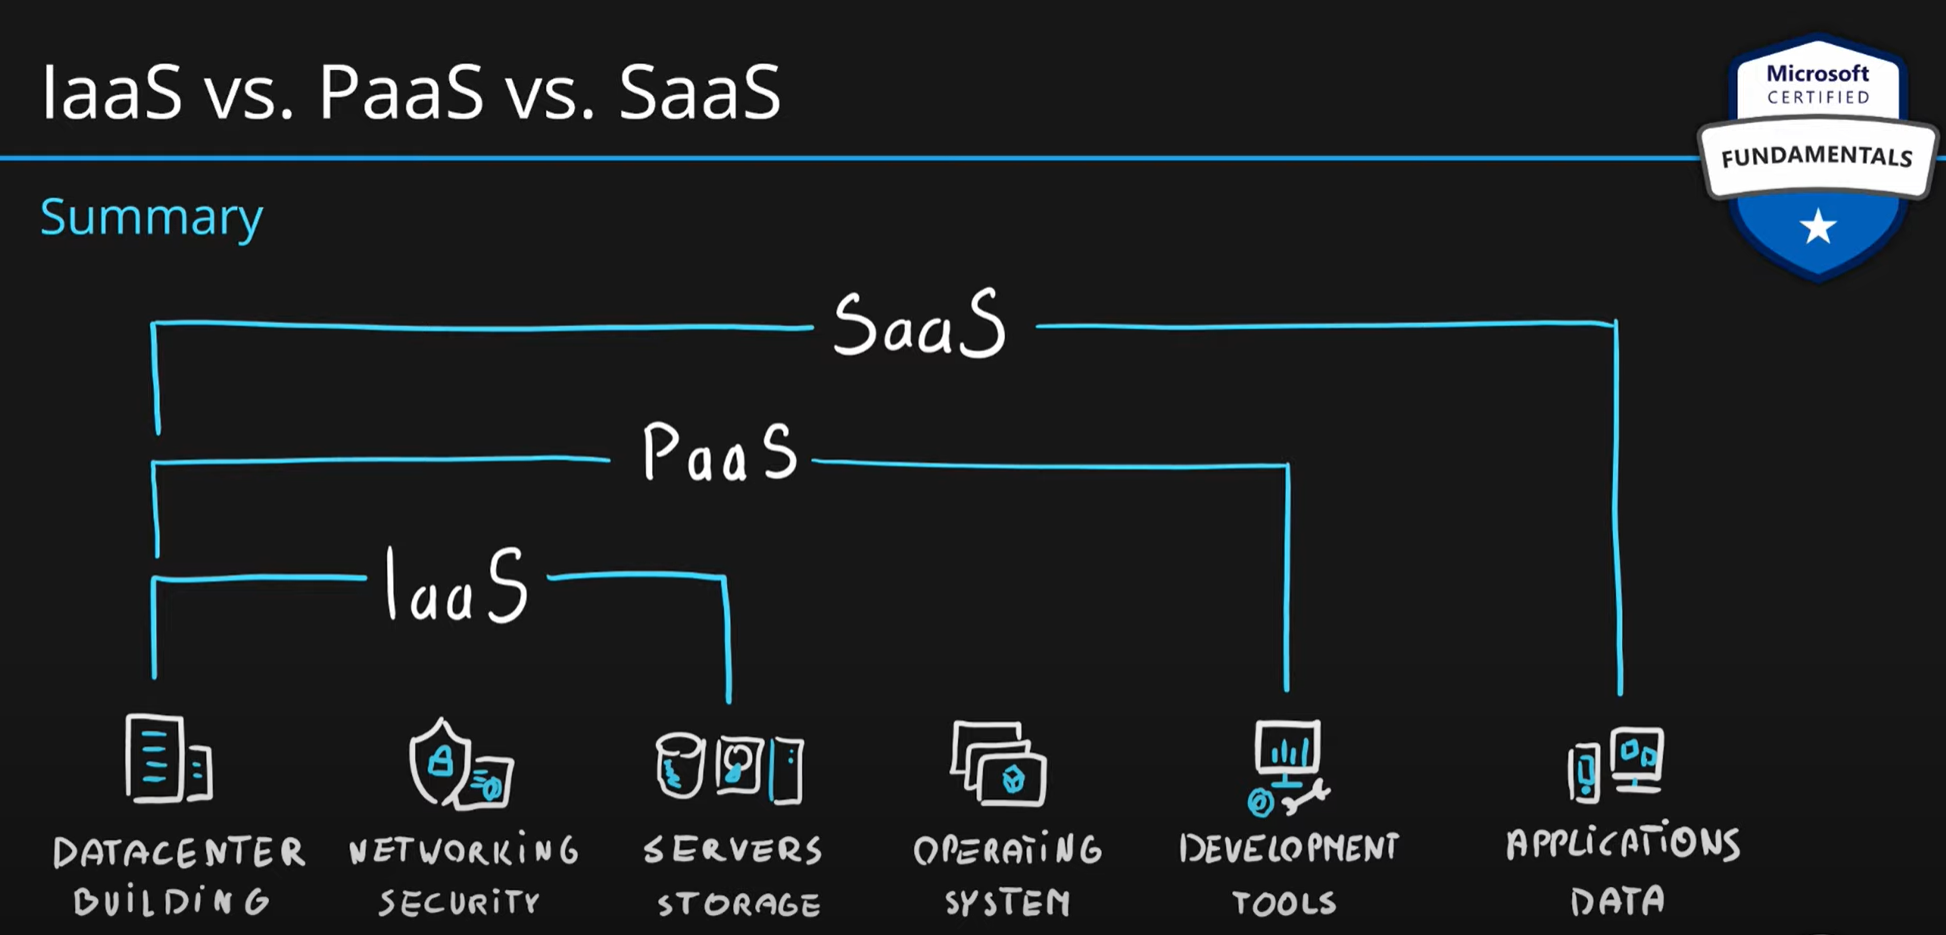 IaaS vs. PaaS vs. SaaS
Microsoft
CERTIFIED
FUNDAMENTALS
Summary
SaaS
PaaS
IaaS
DATACENTER
BUILDING
NETWORKING
SECURITY
SERVERS
STORAGE
OPERATING
SYSTEM
DEVELOPMENT
TOOLS
APPLICATIONS
DATA